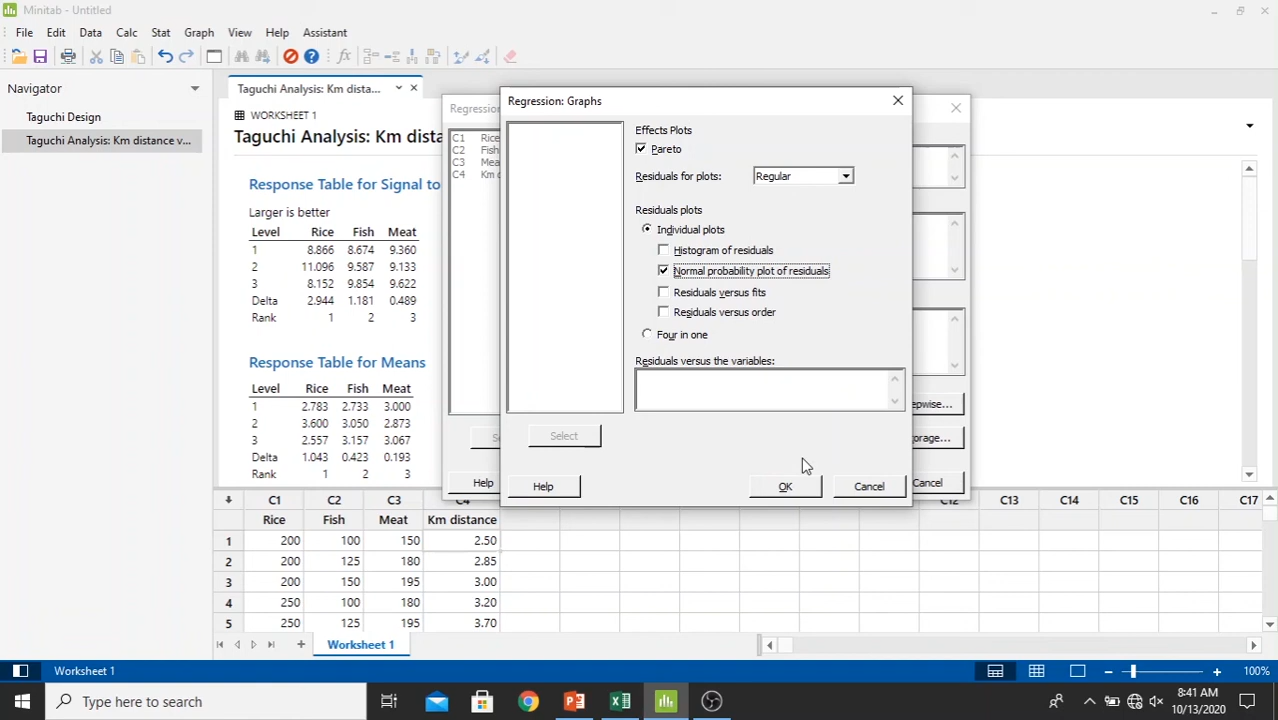 Minitab - Untitled
File Edit Data Calc Stat Graph View Help Assistant
Navigator
Taguchi Analysis: Km dista...
Taguchi Design
Taguchi Analysis: Km distance v...
WORKSHEET 1
Taguchi Analysis: Km dist
Response Table for Signal to
Larger is better
Level Rice Fish Meat
1 8.866 8.674 9.360
2 11.096 9.587 9.133
3 8.152 9.854 9.622
Delta 2.944 1.181 0.489
Rank 1 2 3
Response Table for Means
Level Rice Fish Meat
1 2.783 2.733 3.000
2 3.600 3.050 2.873
3 2.557 3.157 3.067
Delta 1.043 0.423 0.193
Rank 1 2 3
Regression
C1 Rice
C2 Fish
C3 Mea
C4 Km d
Se
Help
epwise...
orage...
Cancel
Regression: Graphs
Effects Plots
Pareto
Residuals for plots: Regular
Residuals plots
Individual plots
Histogram of residuals
Normal probability plot of residuals
Residuals versus fits
Residuals versus order
Four in one
Residuals versus the variables:
Select
Help OK Cancel
C1 C2 C3 C4 C12 C13 C14 C15 C16 C17
Rice Fish Meat Km distance
1 200 100 150 2.50
2 200 125 180 2.85
3 200 150 195 3.00
4 250 100 180 3.20
5 250 125 195 3.70
Worksheet 1
Worksheet 1
100%
Type here to search
8:41 AM
10/13/2020